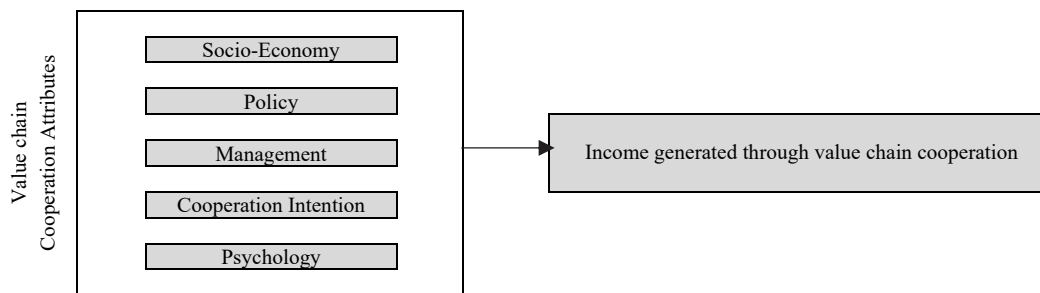 Value chain
Cooperation Attributes
Socio-Economy
Policy
Management
Cooperation Intention
Psychology
Income generated through value chain cooperation